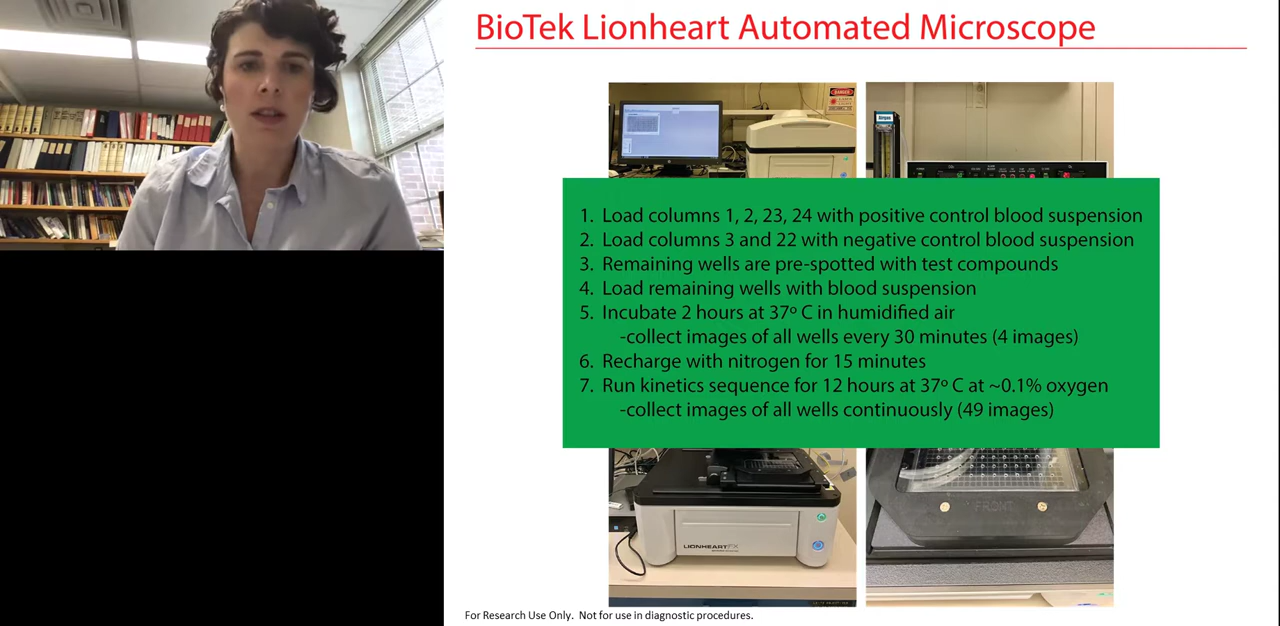 BioTek Lionheart Automated Microscope
DANGER
Airgas
1. Load columns 1, 2, 23, 24 with positive control blood suspension
2. Load columns 3 and 22 with negative control blood suspension
3. Remaining wells are pre-spotted with test compounds
4. Load remaining wells with blood suspension
5. Incubate 2 hours at 37º C in humidified air
-collect images of all wells every 30 minutes (4 images)
6. Recharge with nitrogen for 15 minutes
7. Run kinetics sequence for 12 hours at 37º C at ~0.1% oxygen
-collect images of all wells continuously (49 images)
FRONT
LIONHEART FX
For Research Use Only. Not for use in diagnostic procedures.